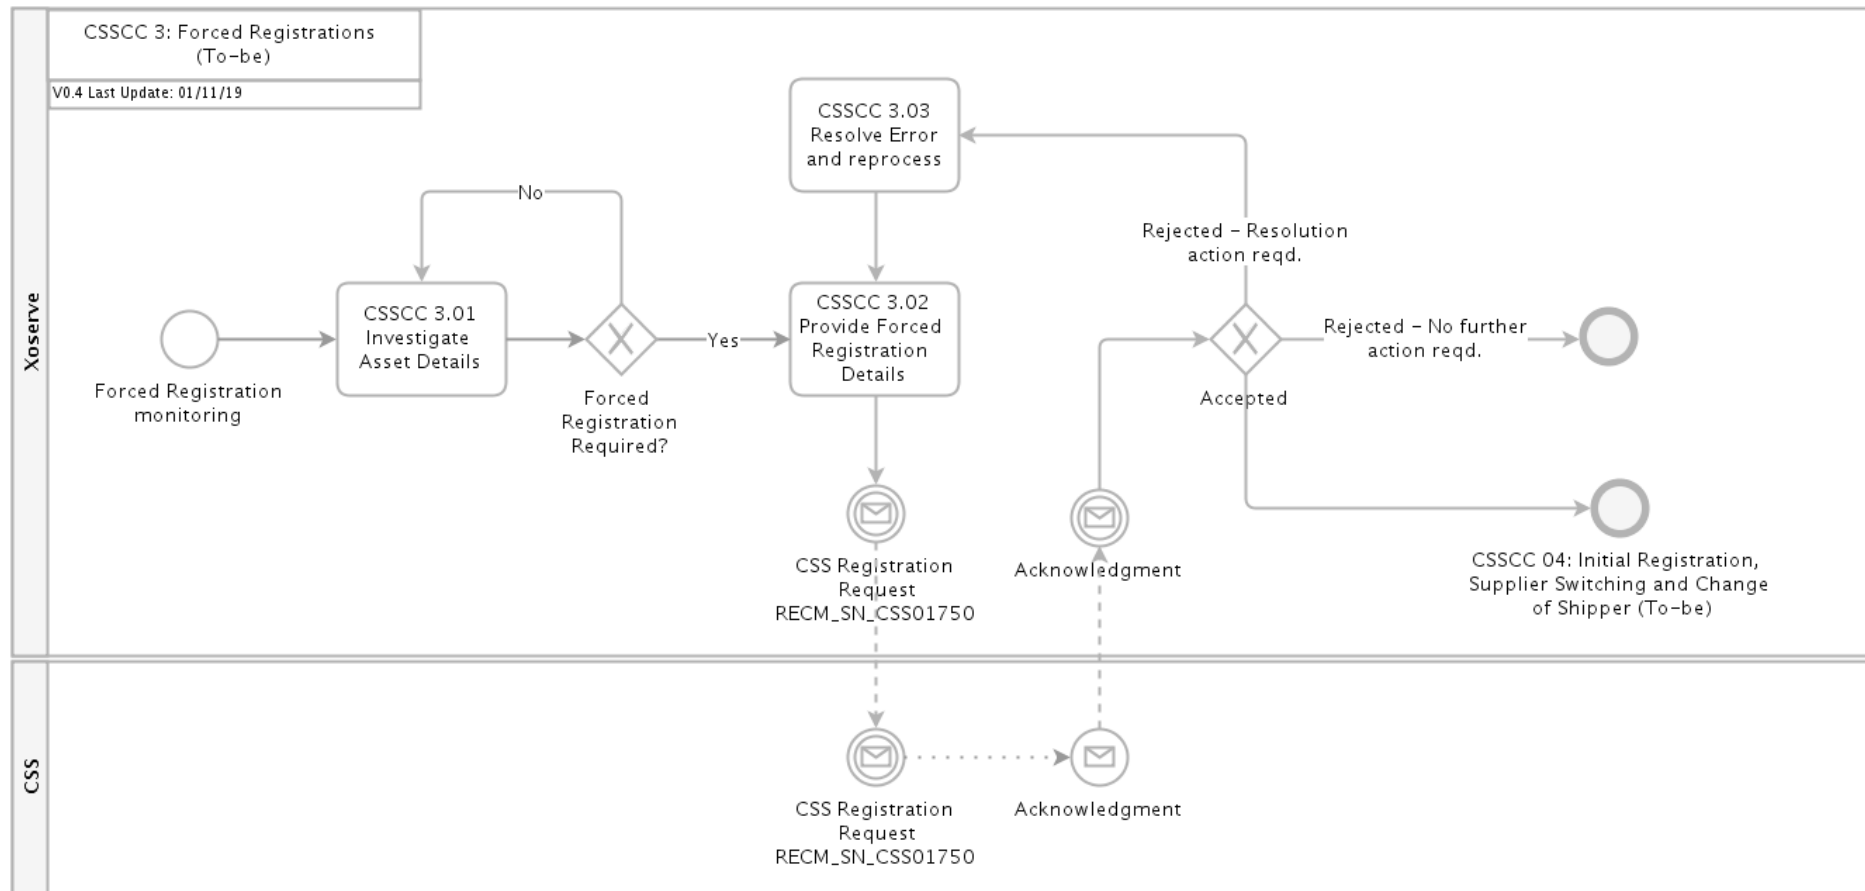 CSSCC 3: Forced Registrations
(To-be)
V0.4 Last Update: 01/11/19
Xoserve
Forced Registration
monitoring
CSSCC 3.01
Investigate
Asset Details
No
Forced
Registration
Required?
Yes
CSSCC 3.03
Resolve Error
and reprocess
CSSCC 3.02
Provide Forced
Registration
Details
CSS Registration
Request
RECM_SN_CSS01750
Acknowledgment
Rejected - Resolution
action reqd.
Rejected - No further
action reqd.
Accepted
CSSCC 04: Initial Registration,
Supplier Switching and Change
of Shipper (To-be)
CSS
CSS Registration
Request
RECM_SN_CSS01750
Acknowledgment